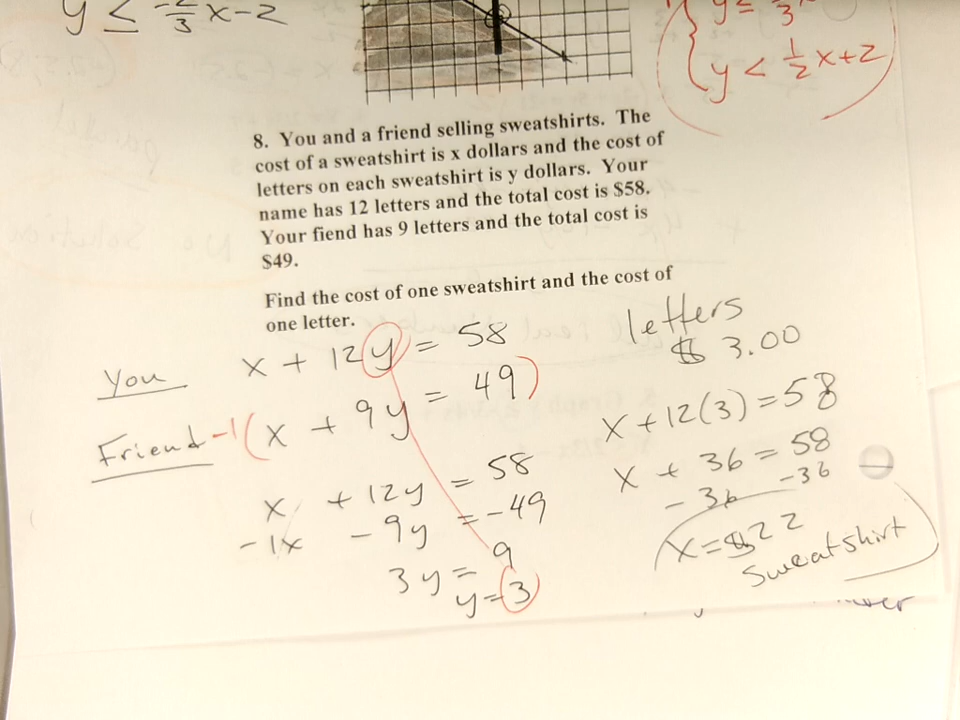 y ≤ -2/3 x-2
y < 1/2 x+2
8. You and a friend selling sweatshirts. The
cost of a sweatshirt is x dollars and the cost of
letters on each sweatshirt is y dollars. Your
name has 12 letters and the total cost is $58.
Your fiend has 9 letters and the total cost is
$49.
Find the cost of one sweatshirt and the cost of
one letter.
You x + 12y = 58
Friend -1(x + 9y = 49)
x + 12y = 58
-1x - 9y = -49
3y = 9
y = 3
letters
$ 3.00
x + 12(3) = 58
x + 36 = 58
- 36 -36
x = $22
Sweatshirt